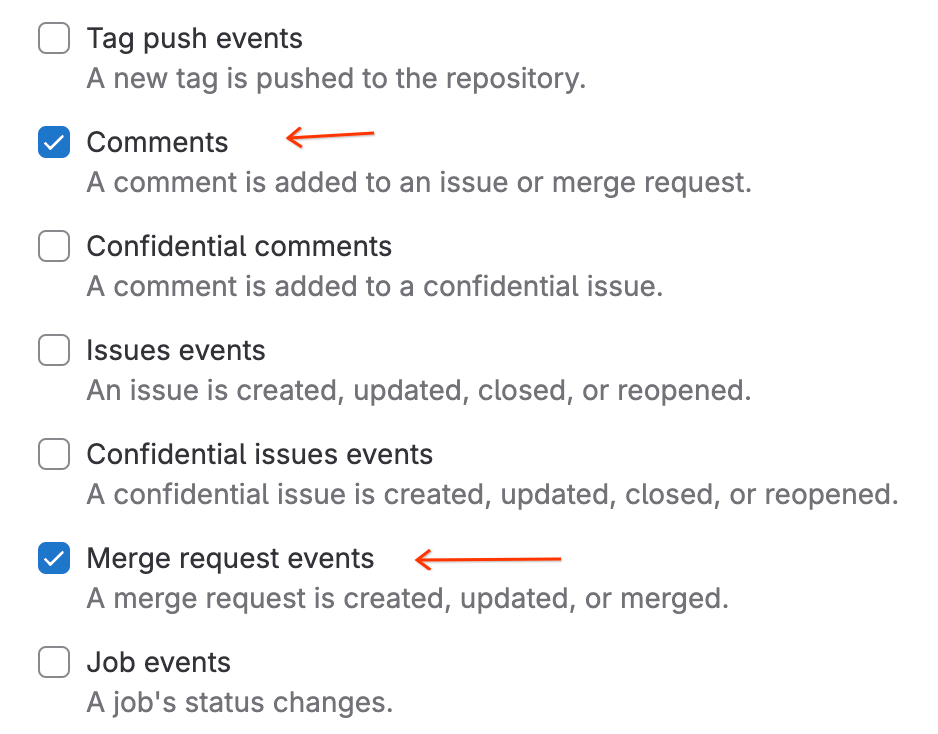 Tag push events
A new tag is pushed to the repository.
Comments
A comment is added to an issue or merge request.
Confidential comments
A comment is added to a confidential issue.
Issues events
An issue is created, updated, closed, or reopened.
Confidential issues events
A confidential issue is created, updated, closed, or reopened.
Merge request events
A merge request is created, updated, or merged.
Job events
A job's status changes.